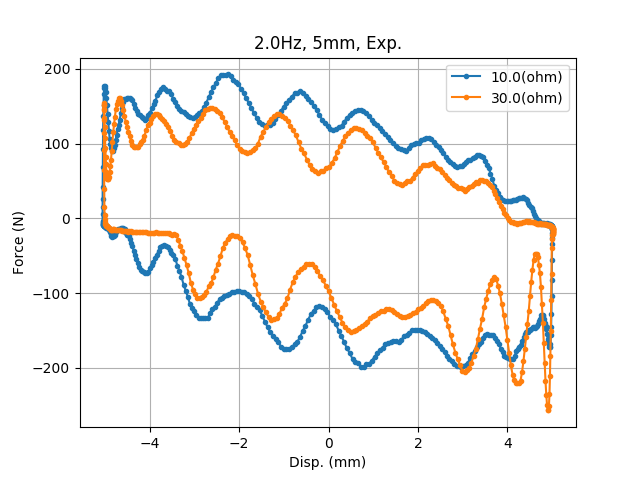 2.0Hz, 5mm, Exp.
10.0(ohm)
30.0(ohm)
Force (N)
200
100
0
−100
−200
−4
−2
0
2
4
Disp. (mm)